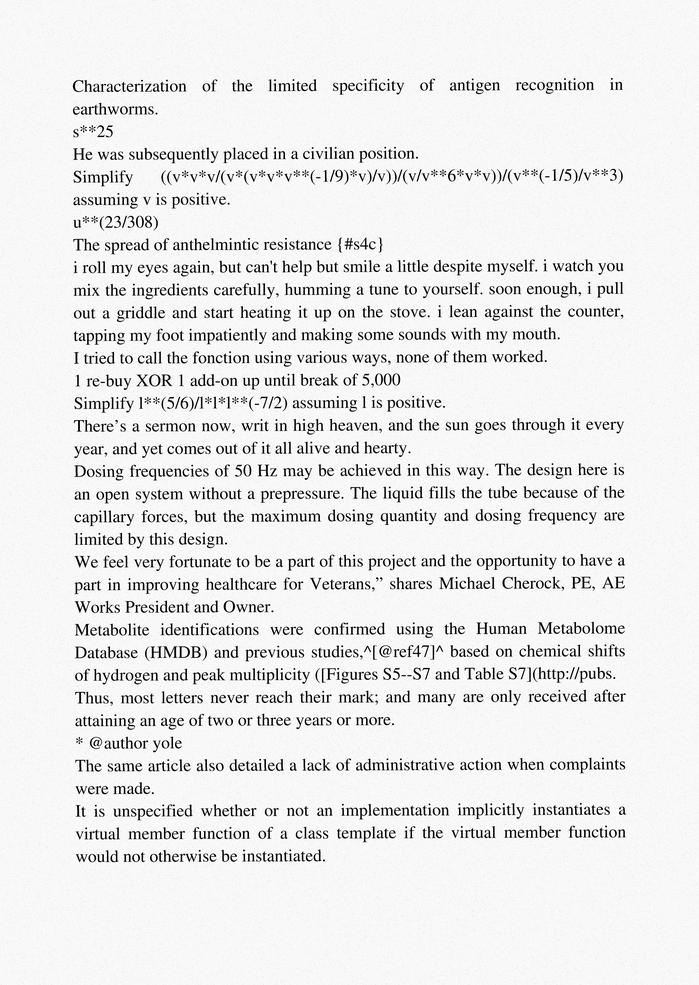 Characterization of the limited specificity of antigen recognition in
earthworms.
s**25
He was subsequently placed in a civilian position.
Simplify ((v*v*v/(v*(v*v*v**(-1/9)*v)/v))/(v/v**6*v*v))/(v**(-1/5)/v**3)
assuming v is positive.
u**(23/308)
The spread of anthelmintic resistance {#s4c}
i roll my eyes again, but can't help but smile a little despite myself. i watch you
mix the ingredients carefully, humming a tune to yourself. soon enough, i pull
out a griddle and start heating it up on the stove. i lean against the counter,
tapping my foot impatiently and making some sounds with my mouth.
I tried to call the fonction using various ways, none of them worked.
1 re-buy XOR 1 add-on up until break of 5,000
Simplify l**(5/6)/l*l*l**(-7/2) assuming l is positive.
There’s a sermon now, writ in high heaven, and the sun goes through it every
year, and yet comes out of it all alive and hearty.
Dosing frequencies of 50 Hz may be achieved in this way. The design here is
an open system without a prepressure. The liquid fills the tube because of the
capillary forces, but the maximum dosing quantity and dosing frequency are
limited by this design.
We feel very fortunate to be a part of this project and the opportunity to have a
part in improving healthcare for Veterans,” shares Michael Cherock, PE, AE
Works President and Owner.
Metabolite identifications were confirmed using the Human Metabolome
Database (HMDB) and previous studies,^[@ref47]^ based on chemical shifts
of hydrogen and peak multiplicity ([Figures S5--S7 and Table S7](http://pubs.
Thus, most letters never reach their mark; and many are only received after
attaining an age of two or three years or more.
* @author yole
The same article also detailed a lack of administrative action when complaints
were made.
It is unspecified whether or not an implementation implicitly instantiates a
virtual member function of a class template if the virtual member function
would not otherwise be instantiated.